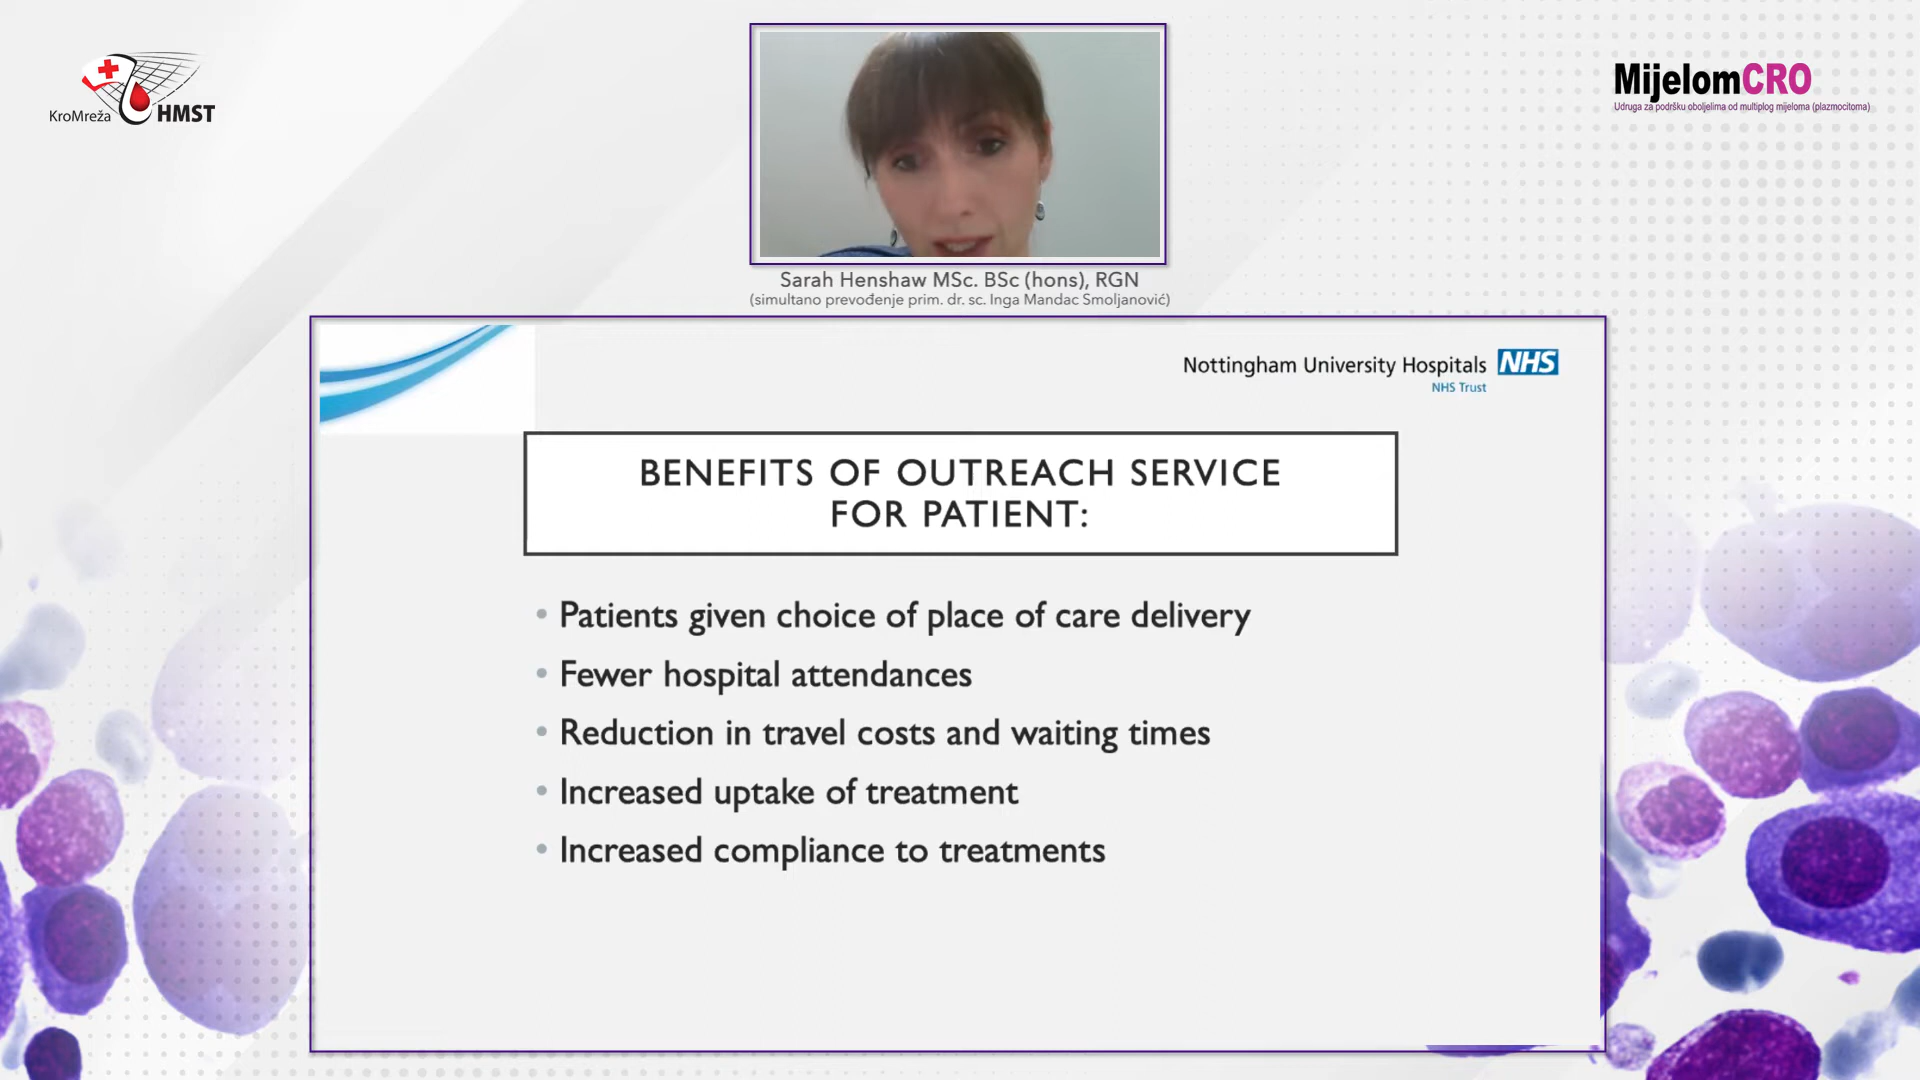 KroMreža HMST
MijelomCRO
Udruga za podršku oboljelima od multiplog mijeloma (plazmocitoma)
Sarah Henshaw MSc. BSc (hons), RGN
(simultano prevođenje prim. dr. sc. Inga Mandac Smoljanović)
Nottingham University Hospitals NHS
NHS Trust
BENEFITS OF OUTREACH SERVICE
FOR PATIENT:
• Patients given choice of place of care delivery
• Fewer hospital attendances
• Reduction in travel costs and waiting times
• Increased uptake of treatment
• Increased compliance to treatments